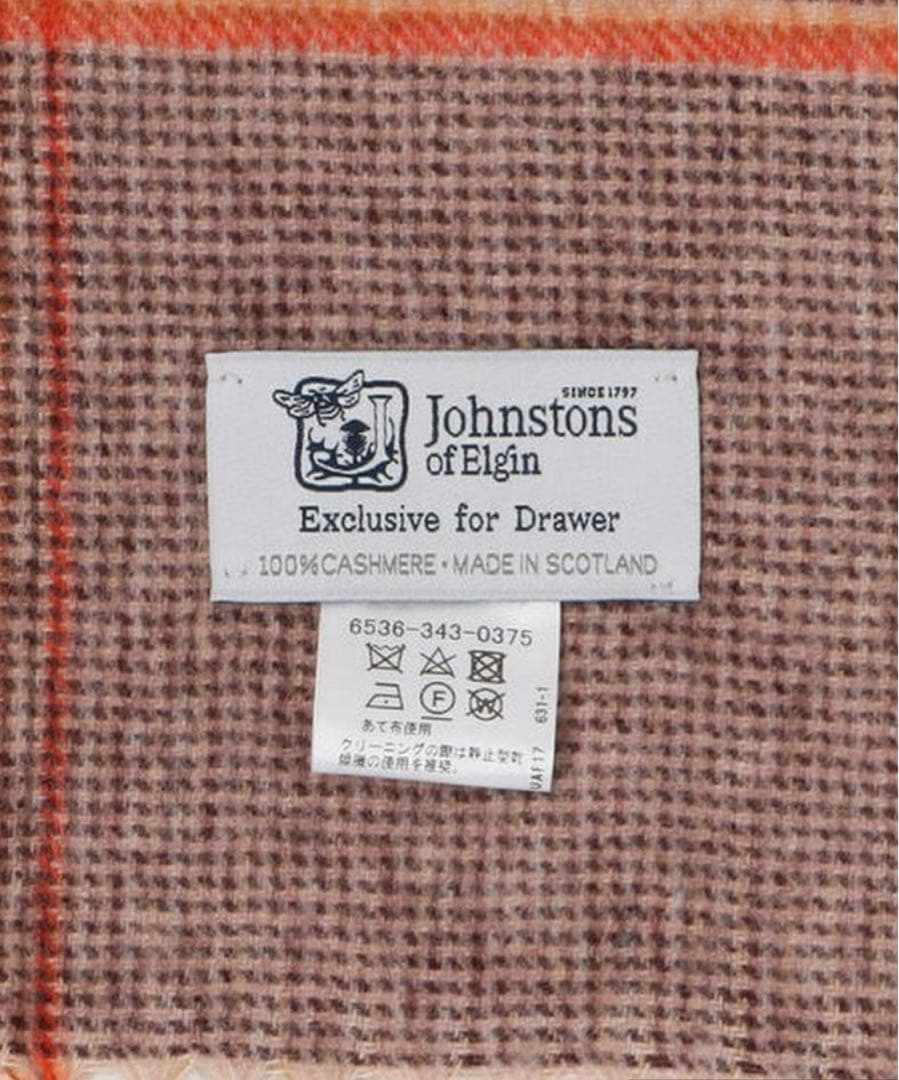 SINCE 1797
Johnstons
of Elgin
Exclusive for Drawer
100%CASHMERE・MADE IN SCOTLAND
6536-343-0375
F
W
あて布使用
クリーニングの際は静止型乾
燥機の使用を推奨。
UAF17 631-1